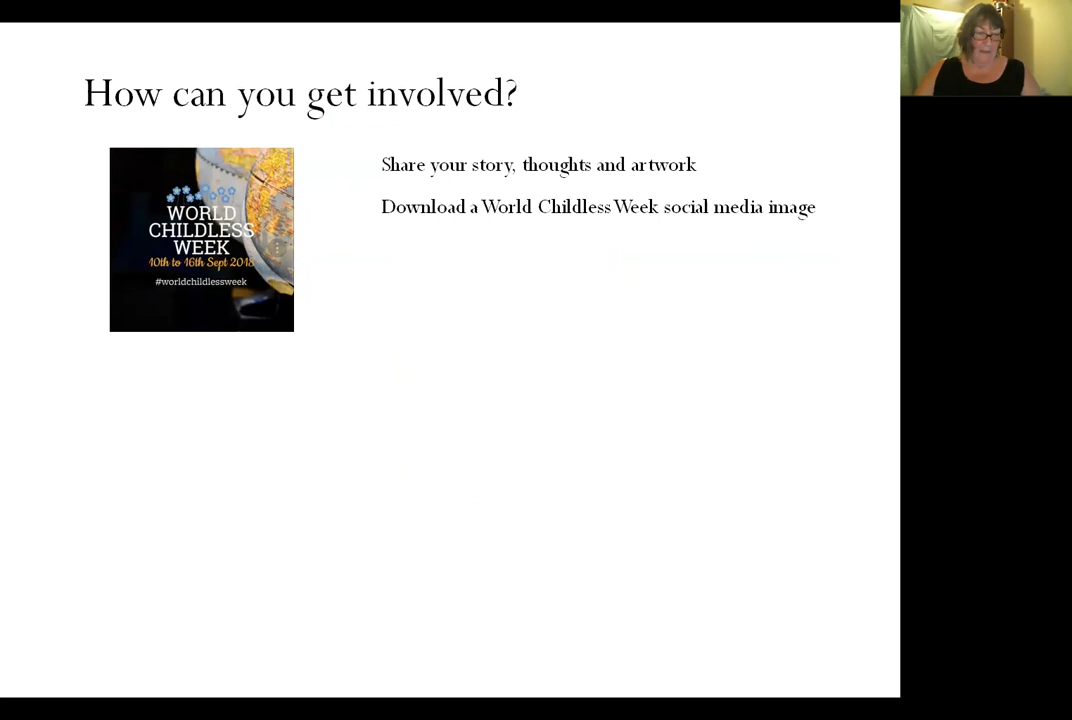 How can you get involved?
Share your story, thoughts and artwork
Download a World Childless Week social media image
WORLD
CHILDLESS
WEEK
10th to 16th Sept 2018
#worldchildlessweek